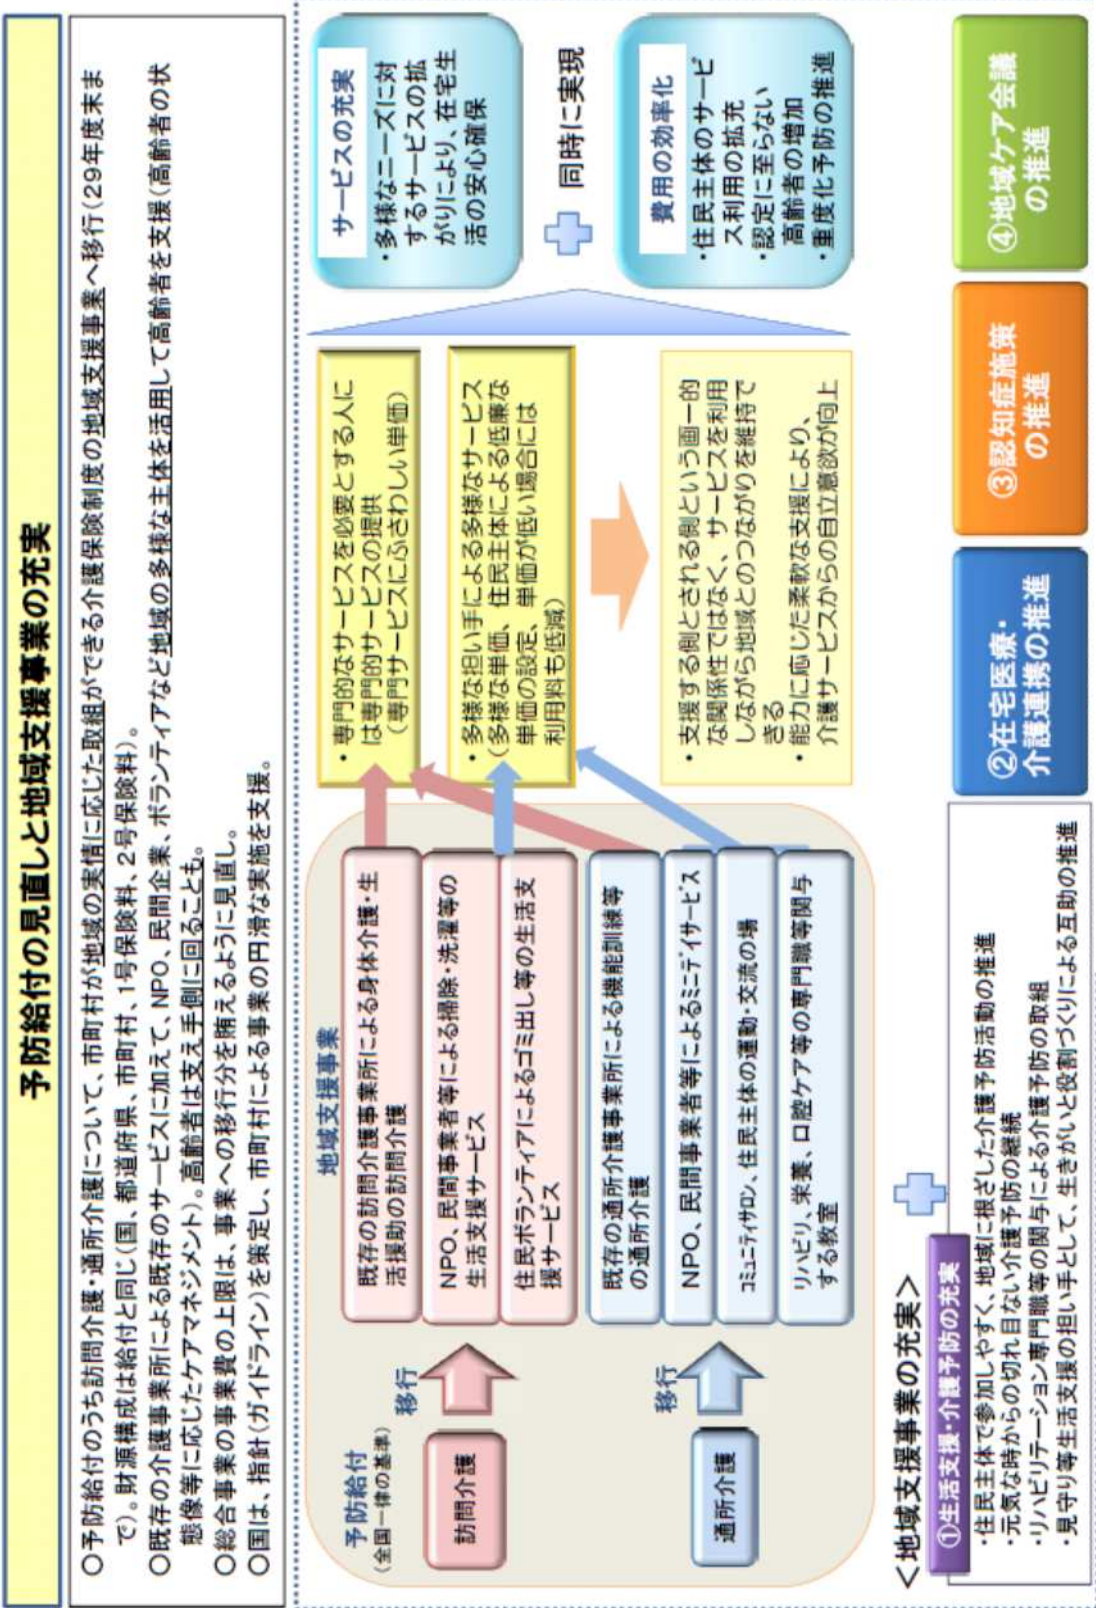 予防給付の見直しと地域支援事業の充実
○予防給付のうち訪問介護・通所介護について、市町村が地域の実情に応じた取組ができる介護保険制度の地域支援事業へ移行(29年度末ま
で)。財源構成は給付と同じ(国、都道府県、市町村、1号保険料、2号保険料)。
○既存の介護事業所による既存のサービスに加えて、NPO、民間企業、ボランティアなど地域の多様な主体を活用して高齢者を支援(高齢者の状
態像等に応じたケアマネジメント)。高齢者は支え手側に回ることも。
○総合事業の事業費の上限は、事業への移行分を賄えるように見直し。
○国は、指針(ガイドライン)を策定し、市町村による事業の円滑な実施を支援。
予防給付
(全国一律の基準)
地域支援事業
訪問介護
移行
既存の訪問介護事業所による身体介護・生
活援助の訪問介護
NPO、民間事業者等による掃除・洗濯等の
生活支援サービス
住民ボランティアによるゴミ出し等の生活支
援サービス
通所介護
移行
既存の通所介護事業所による機能訓練等
の通所介護
NPO、民間事業者等によるミニデイサービス
コミュニティサロン、住民主体の運動・交流の場
リハビリ、栄養、口腔ケア等の専門職等関与
する教室
・専門的なサービスを必要とする人に
は専門的サービスの提供
(専門サービスにふさわしい単価)
・多様な担い手による多様なサービス
(多様な単価、住民主体による低廉な
単価の設定、単価が低い場合には
利用料も低減)
・支援する側とされる側という画一的
な関係性ではなく、サービスを利用
しながら地域とのつながりを維持で
きる
・能力に応じた柔軟な支援により、
介護サービスからの自立意欲が向上
サービスの充実
・多様なニーズに対
するサービスの拡
がりにより、在宅生
活の安心確保
同時に実現
費用の効率化
・住民主体のサービ
ス利用の拡充
・認定に至らない
高齢者の増加
・重度化予防の推進
<地域支援事業の充実>
①生活支援・介護予防の充実
・住民主体で参加しやすく、地域に根ざした介護予防活動の推進
・元気な時からの切れ目ない介護予防の継続
・リハビリテーション専門職等の関与による介護予防の取組
・見守り等生活支援の担い手として、生きがいと役割づくりによる互助の推進
②在宅医療・
介護連携の推進
③認知症施策
の推進
④地域ケア会議
の推進